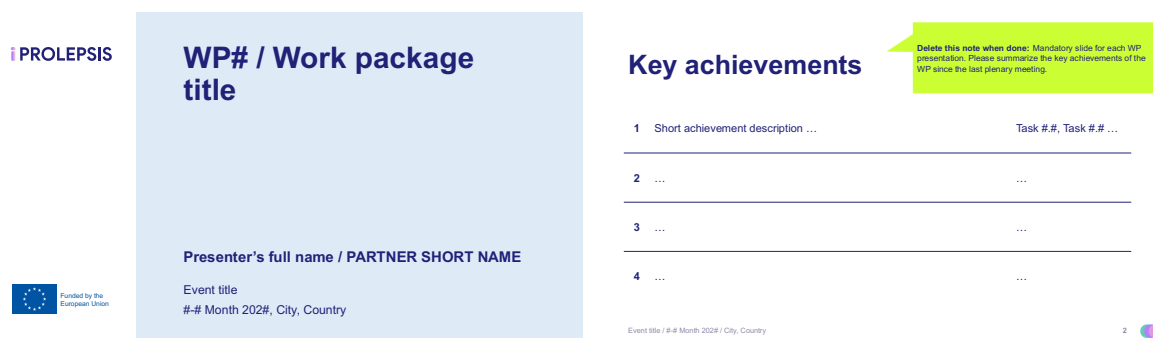 iPROLEPSIS
WP# / Work package
title
Presenter's full name / PARTNER SHORT NAME
Event title
#-# Month 202#, City, Country
Funded by the
European Union
Key achievements
Delete this note when done: Mandatory slide for each WP
presentation. Please summarize the key achievements of the
WP since the last plenary meeting.
1 Short achievement description … Task #.#, Task #.# …
2 … …
3 … …
4 … …
Event title / #-# Month 202# / City, Country 2